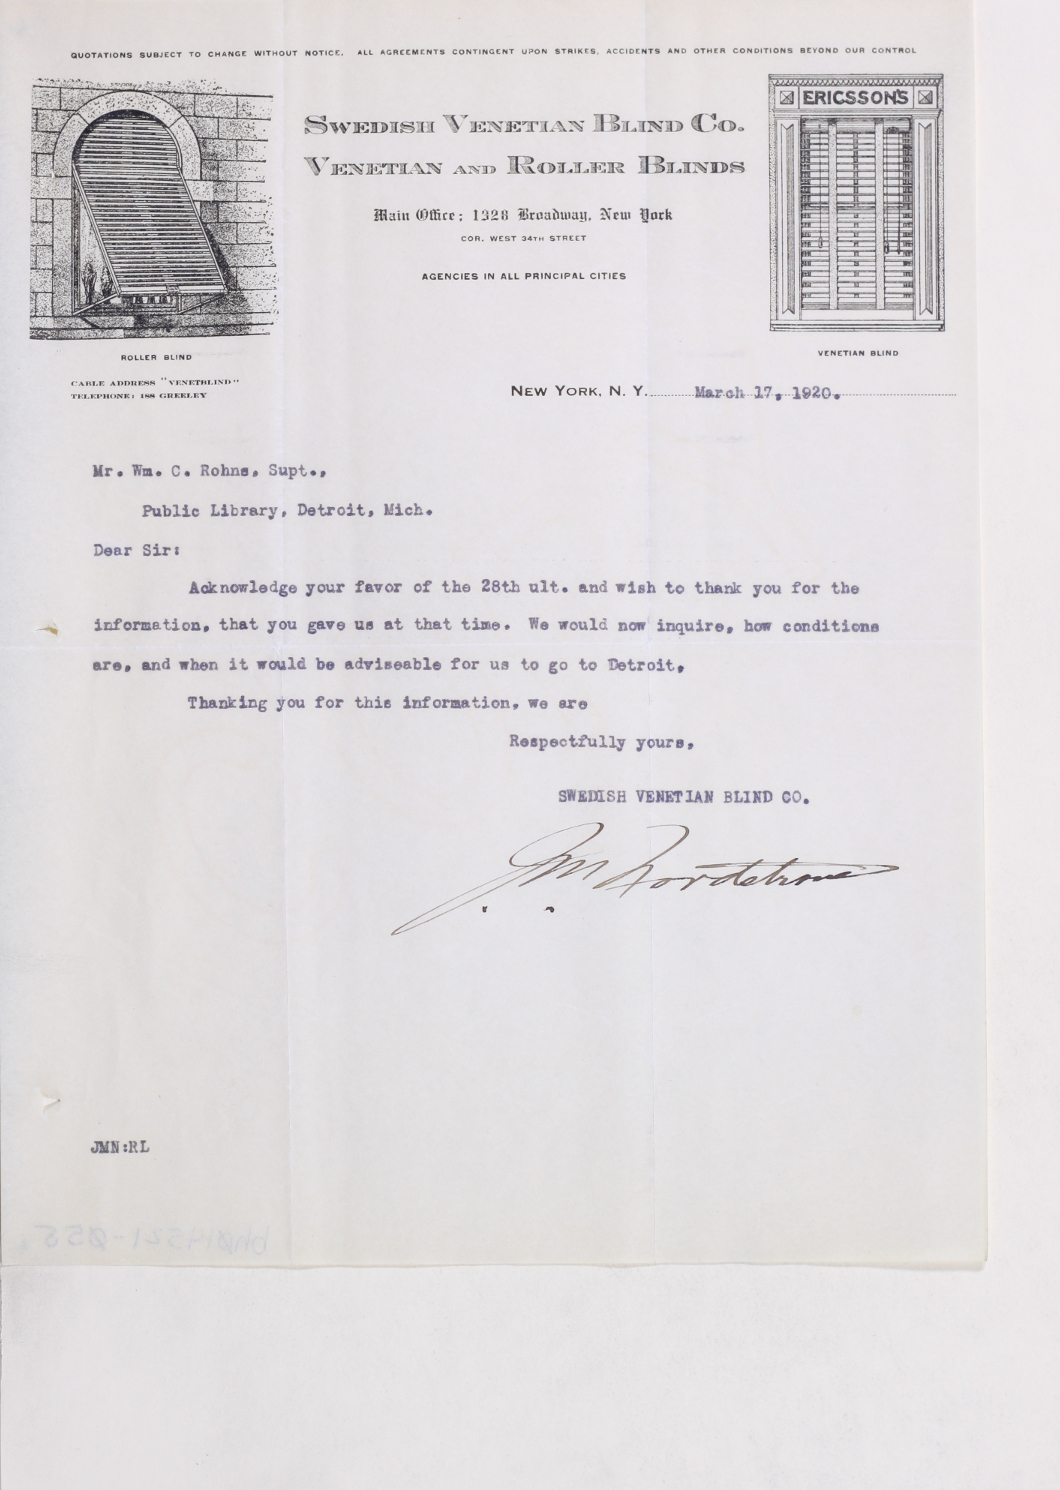 QUOTATIONS SUBJECT TO CHANGE WITHOUT NOTICE. ALL AGREEMENTS CONTINGENT UPON STRIKES, ACCIDENTS AND OTHER CONDITIONS BEYOND OUR CONTROL
ERICSSON'S
SWEDISH VENETIAN BLIND CO.
VENETIAN AND ROLLER BLINDS
Main Office: 1328 Broadway, New York
COR. WEST 34TH STREET
AGENCIES IN ALL PRINCIPAL CITIES
ROLLER BLIND
VENETIAN BLIND
CABLE ADDRESS "VENETBLIND"
TELEPHONE: 188 GREELEY
NEW YORK, N. Y. March 17, 1920.
Mr. Wm. C. Rohns, Supt.,
Public Library, Detroit, Mich.
Dear Sir:
Acknowledge your favor of the 28th ult. and wish to thank you for the
information, that you gave us at that time. We would now inquire, how conditions
are, and when it would be adviseable for us to go to Detroit.
Thanking you for this information, we are
Respectfully yours,
SWEDISH VENETIAN BLIND CO.
J. M. Nordstrom
JMN:RL
bh014521-055